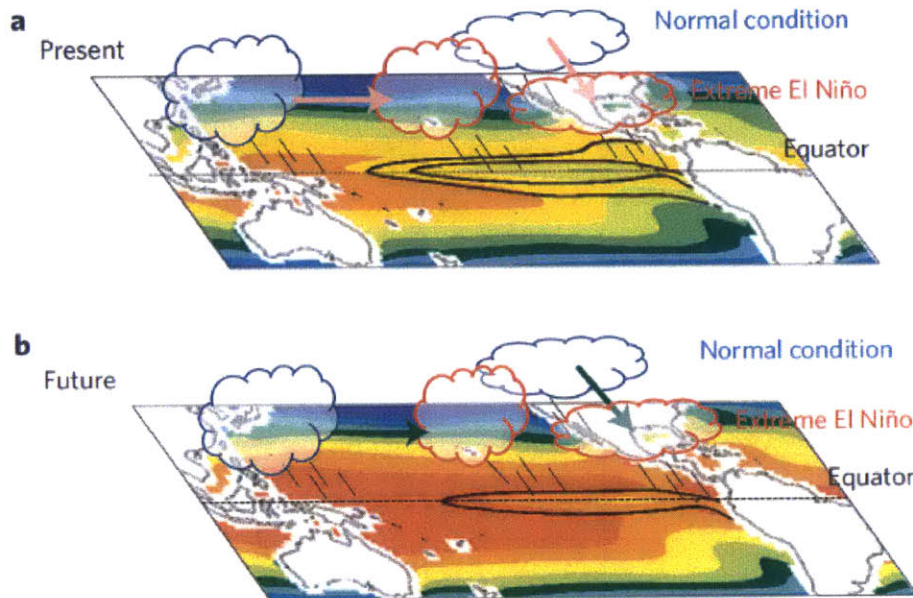 a
Present
Normal condition
Extreme El Niño
Equator
b
Future
Normal condition
Extreme El Niño
Equator